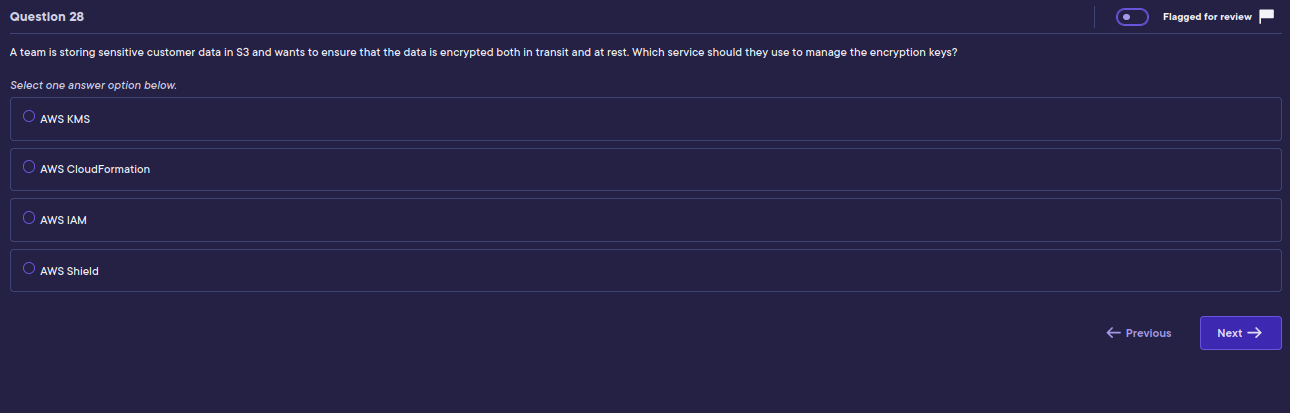 Question 28
Flagged for review
A team is storing sensitive customer data in S3 and wants to ensure that the data is encrypted both in transit and at rest. Which service should they use to manage the encryption keys?
Select one answer option below.
AWS KMS
AWS CloudFormation
AWS IAM
AWS Shield
Previous
Next